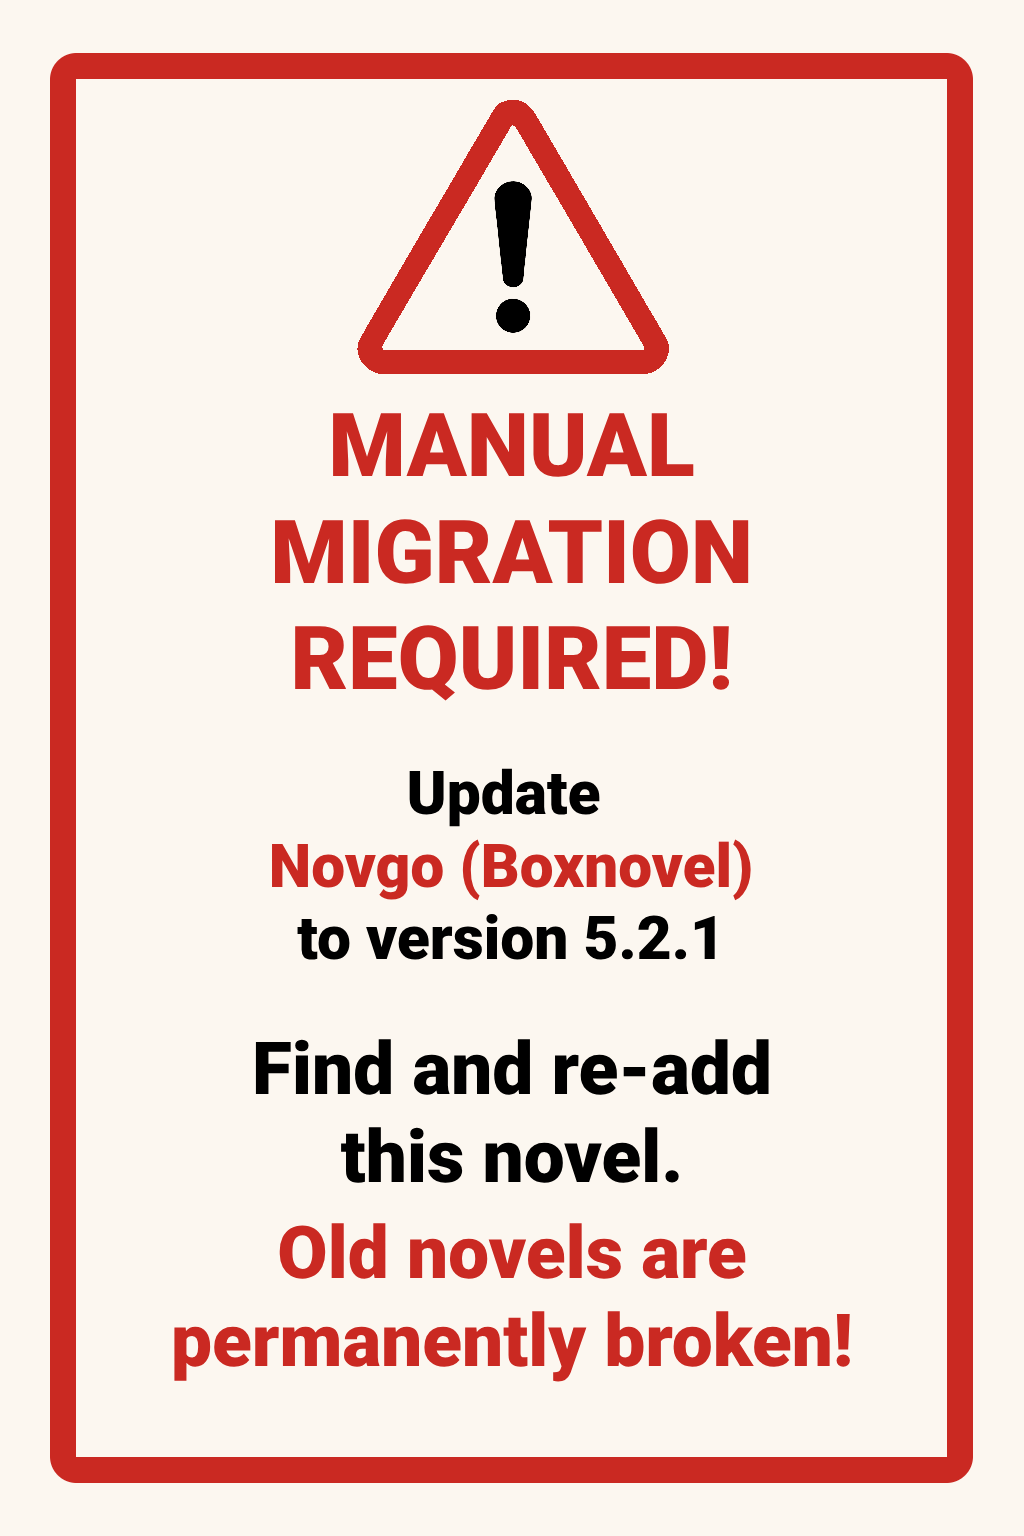 MANUAL
MIGRATION
REQUIRED!
Update
Novgo (Boxnovel)
to version 5.2.1
Find and re-add
this novel.
Old novels are
permanently broken!